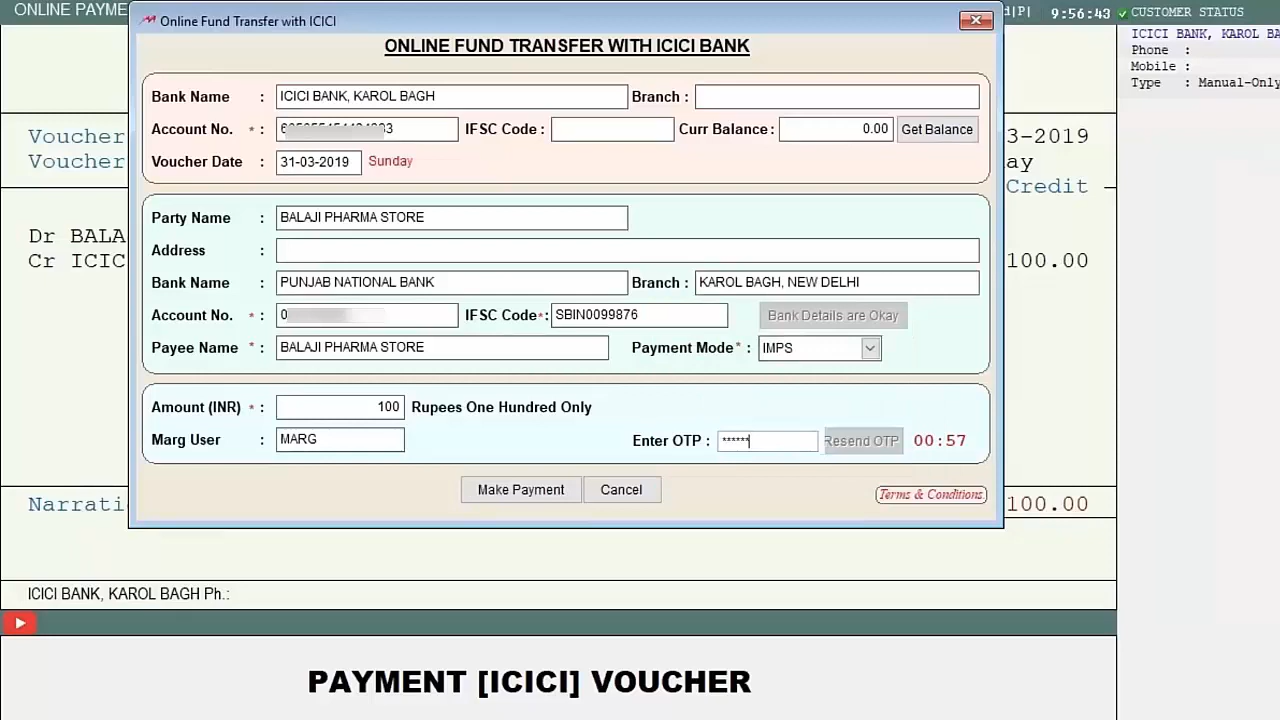 ONLINE PAYME
Online Fund Transfer with ICICI
9:56:43
CUSTOMER STATUS
ICICI BANK, KAROL BA
Phone :
Mobile :
Type : Manual-Only
ONLINE FUND TRANSFER WITH ICICI BANK
Bank Name : ICICI BANK, KAROL BAGH Branch :
Account No. * : IFSC Code : Curr Balance : 0.00 Get Balance
Voucher Date : 31-03-2019 Sunday
Voucher 3-2019
Voucher ay
Credit
Party Name : BALAJI PHARMA STORE
Address :
Dr BALA
Cr ICIC 100.00
Bank Name : PUNJAB NATIONAL BANK Branch : KAROL BAGH, NEW DELHI
Account No. * : 0 IFSC Code * : SBIN0099876 Bank Details are Okay
Payee Name * : BALAJI PHARMA STORE Payment Mode * : IMPS
Amount (INR) * : 100 Rupees One Hundred Only
Marg User : MARG Enter OTP : ****** Resend OTP 00:57
Make Payment Cancel Terms & Conditions
Narrati 100.00
ICICI BANK, KAROL BAGH Ph.:
PAYMENT [ICICI] VOUCHER